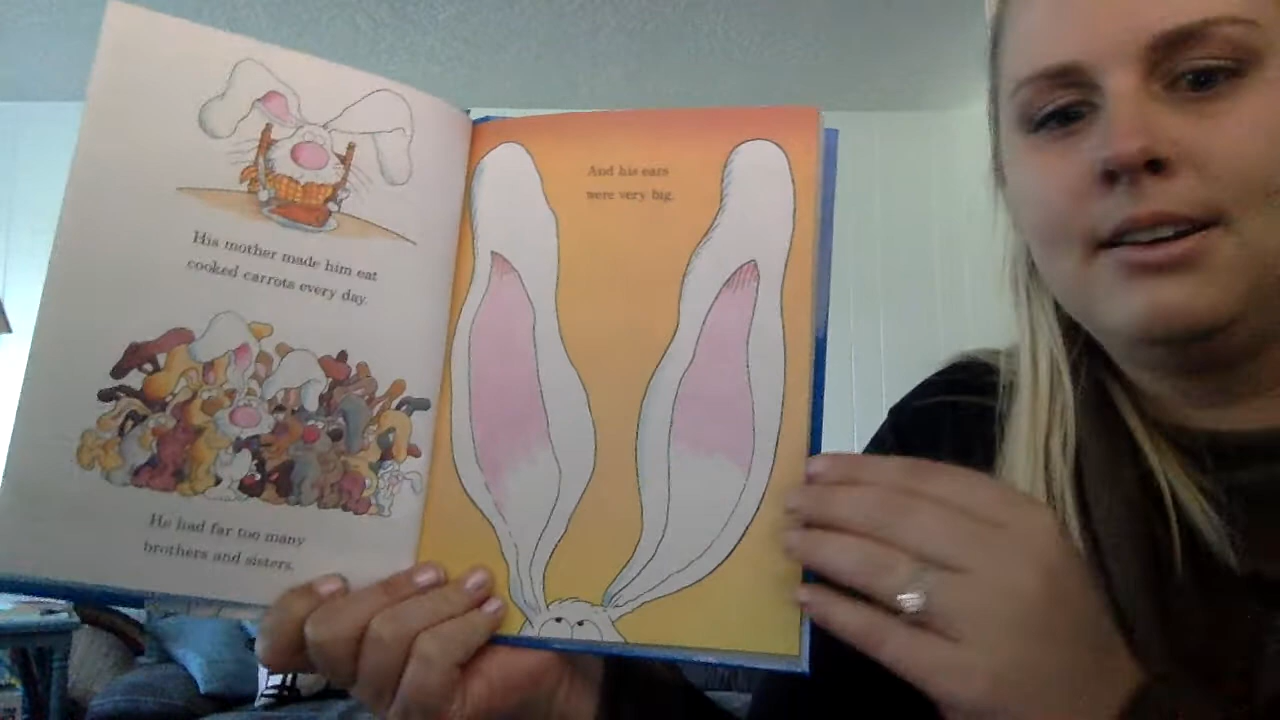 His mother made him eat
cooked carrots every day.
He had far too many
brothers and sisters.
And his ears
were very big.